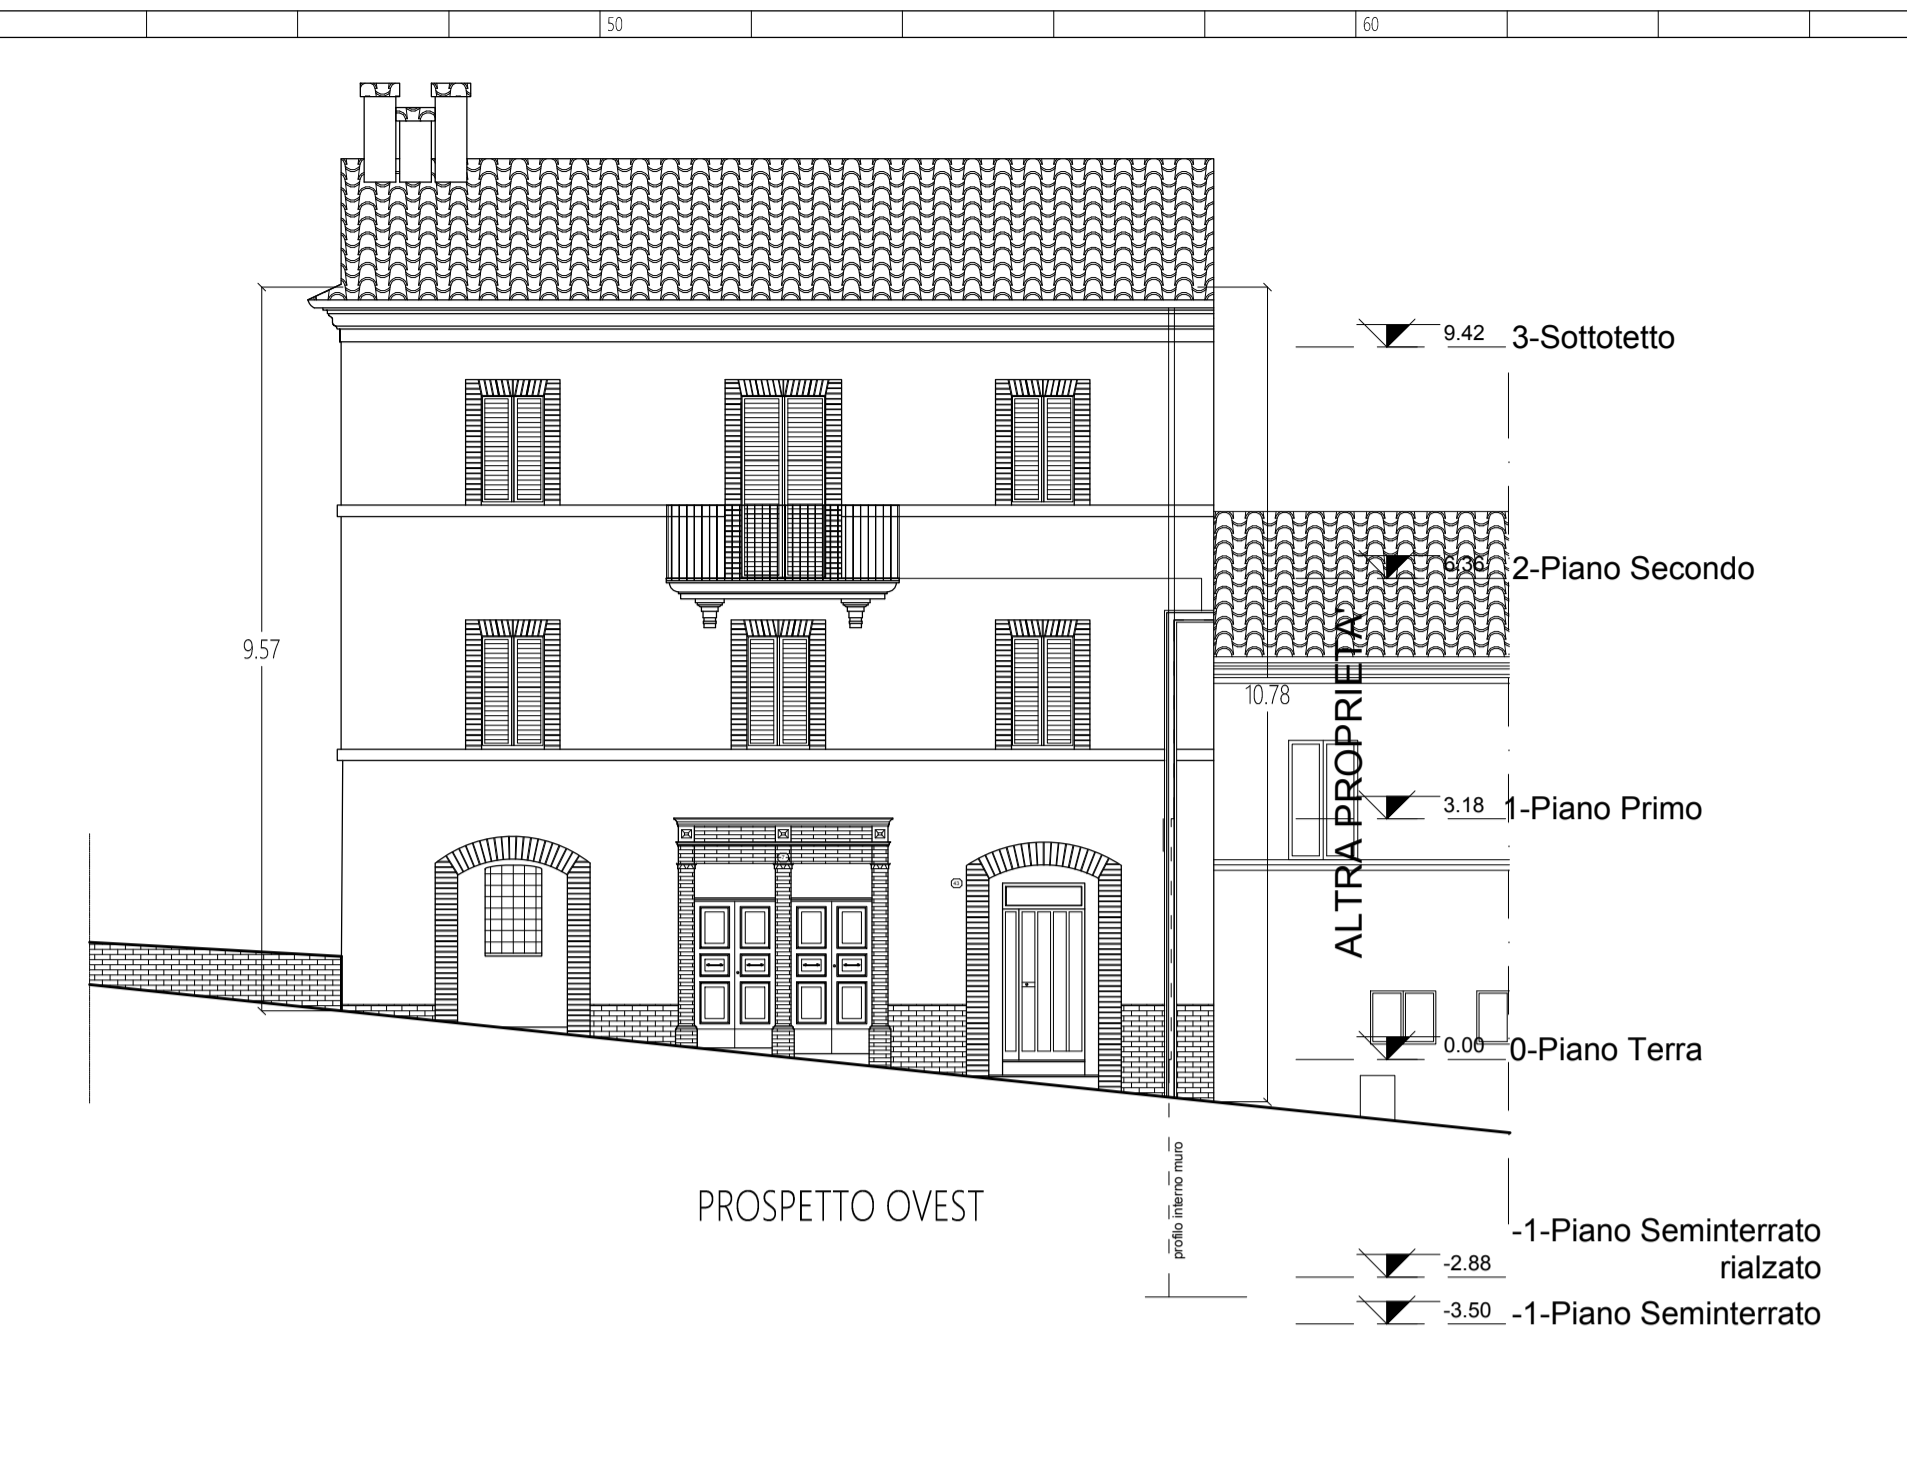 50
60
9.42 3-Sottotetto
6.36 2-Piano Secondo
9.57
10.78
ALTRA PROPRIETA'
3.18 1-Piano Primo
0.00 0-Piano Terra
profilo interno muro
PROSPETTO OVEST
-1-Piano Seminterrato
-2.88 rialzato
-3.50 -1-Piano Seminterrato